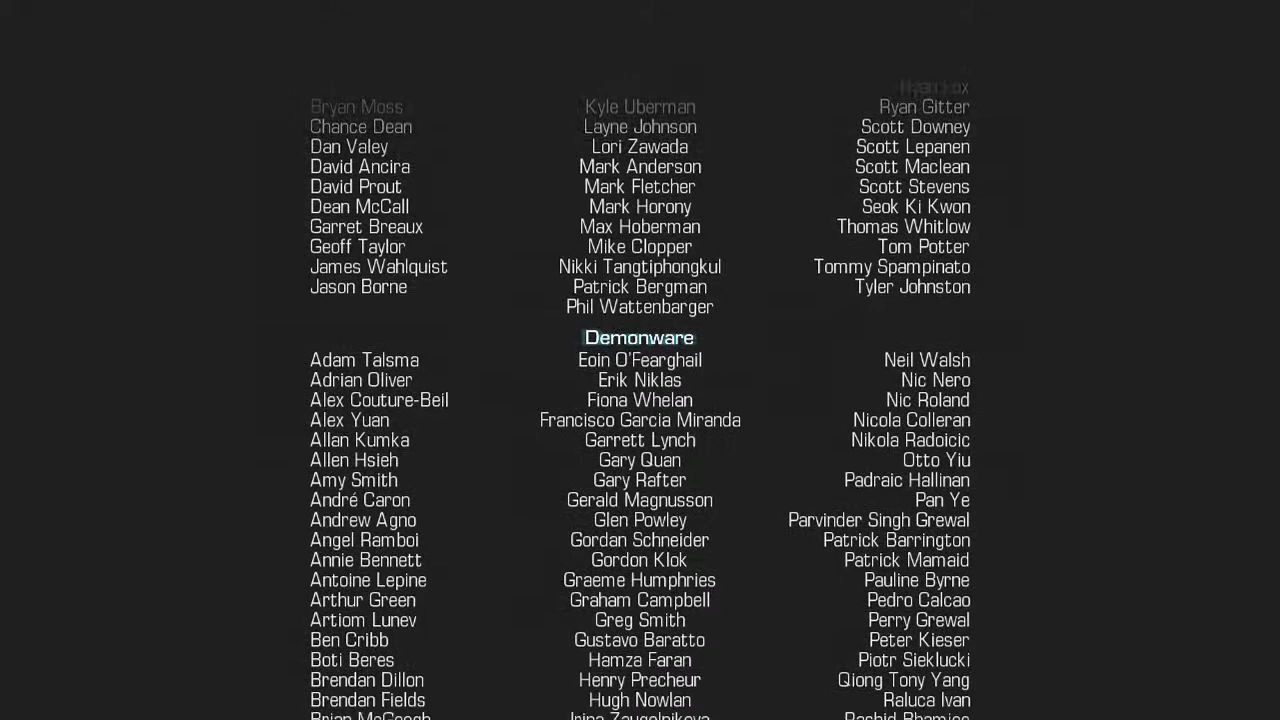 Bryan Moss Kyle Uberman Ryan Gitter
Chance Dean Layne Johnson Scott Downey
Dan Valey Lori Zawada Scott Lepanen
David Ancira Mark Anderson Scott Maclean
David Prout Mark Fletcher Scott Stevens
Dean McCall Mark Horony Seok Ki Kwon
Garret Breaux Max Hoberman Thomas Whitlow
Geoff Taylor Mike Clopper Tom Potter
James Wahlquist Nikki Tangtiphongkul Tommy Spampinato
Jason Borne Patrick Bergman Tyler Johnston
Phil Wattenbarger
Demonware
Adam Talsma Eoin O'Fearghail Neil Walsh
Adrian Oliver Erik Niklas Nic Nero
Alex Couture-Beil Fiona Whelan Nic Roland
Alex Yuan Francisco Garcia Miranda Nicola Colleran
Allan Kumka Garrett Lynch Nikola Radoicic
Allen Hsieh Gary Quan Otto Yiu
Amy Smith Gary Rafter Padraic Hallinan
André Caron Gerald Magnusson Pan Ye
Andrew Agno Glen Powley Parvinder Singh Grewal
Angel Ramboi Gordan Schneider Patrick Barrington
Annie Bennett Gordon Klok Patrick Mamaid
Antoine Lepine Graeme Humphries Pauline Byrne
Arthur Green Graham Campbell Pedro Calcao
Artiom Lunev Greg Smith Perry Grewal
Ben Cribb Gustavo Baratto Peter Kieser
Boti Beres Hamza Faran Piotr Sieklucki
Brendan Dillon Henry Precheur Qiong Tony Yang
Brendan Fields Hugh Nowlan Raluca Ivan
Brian